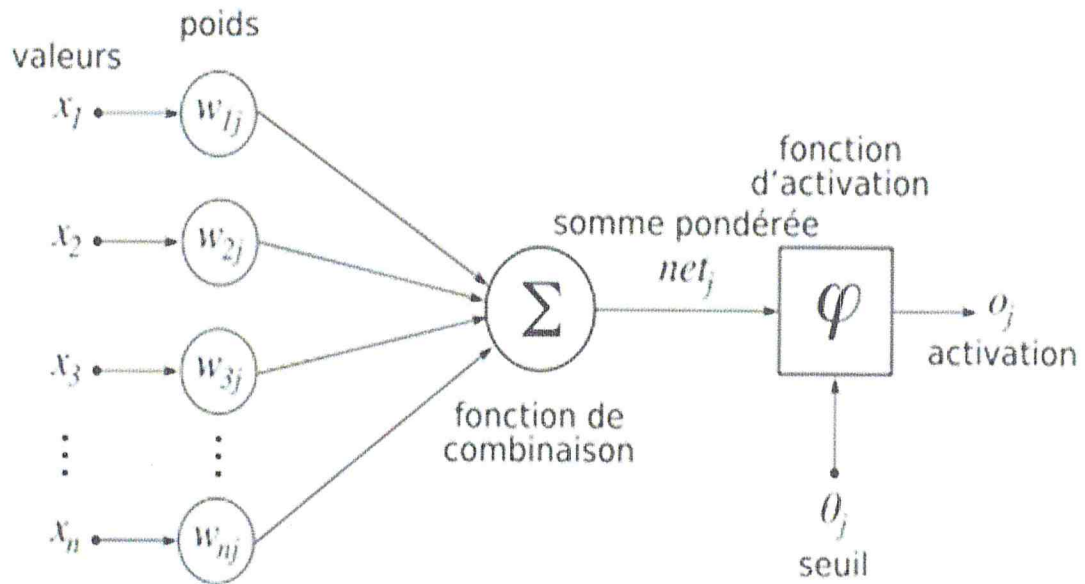 poids
valeurs
x₁ w₁ⱼ
fonction
d'activation
x₂ w₂ⱼ
somme pondérée
netⱼ
Σ φ oⱼ
activation
x₃ w₃ⱼ
fonction de
combinaison
⋮ ⋮
xₙ wₙⱼ
θⱼ
seuil